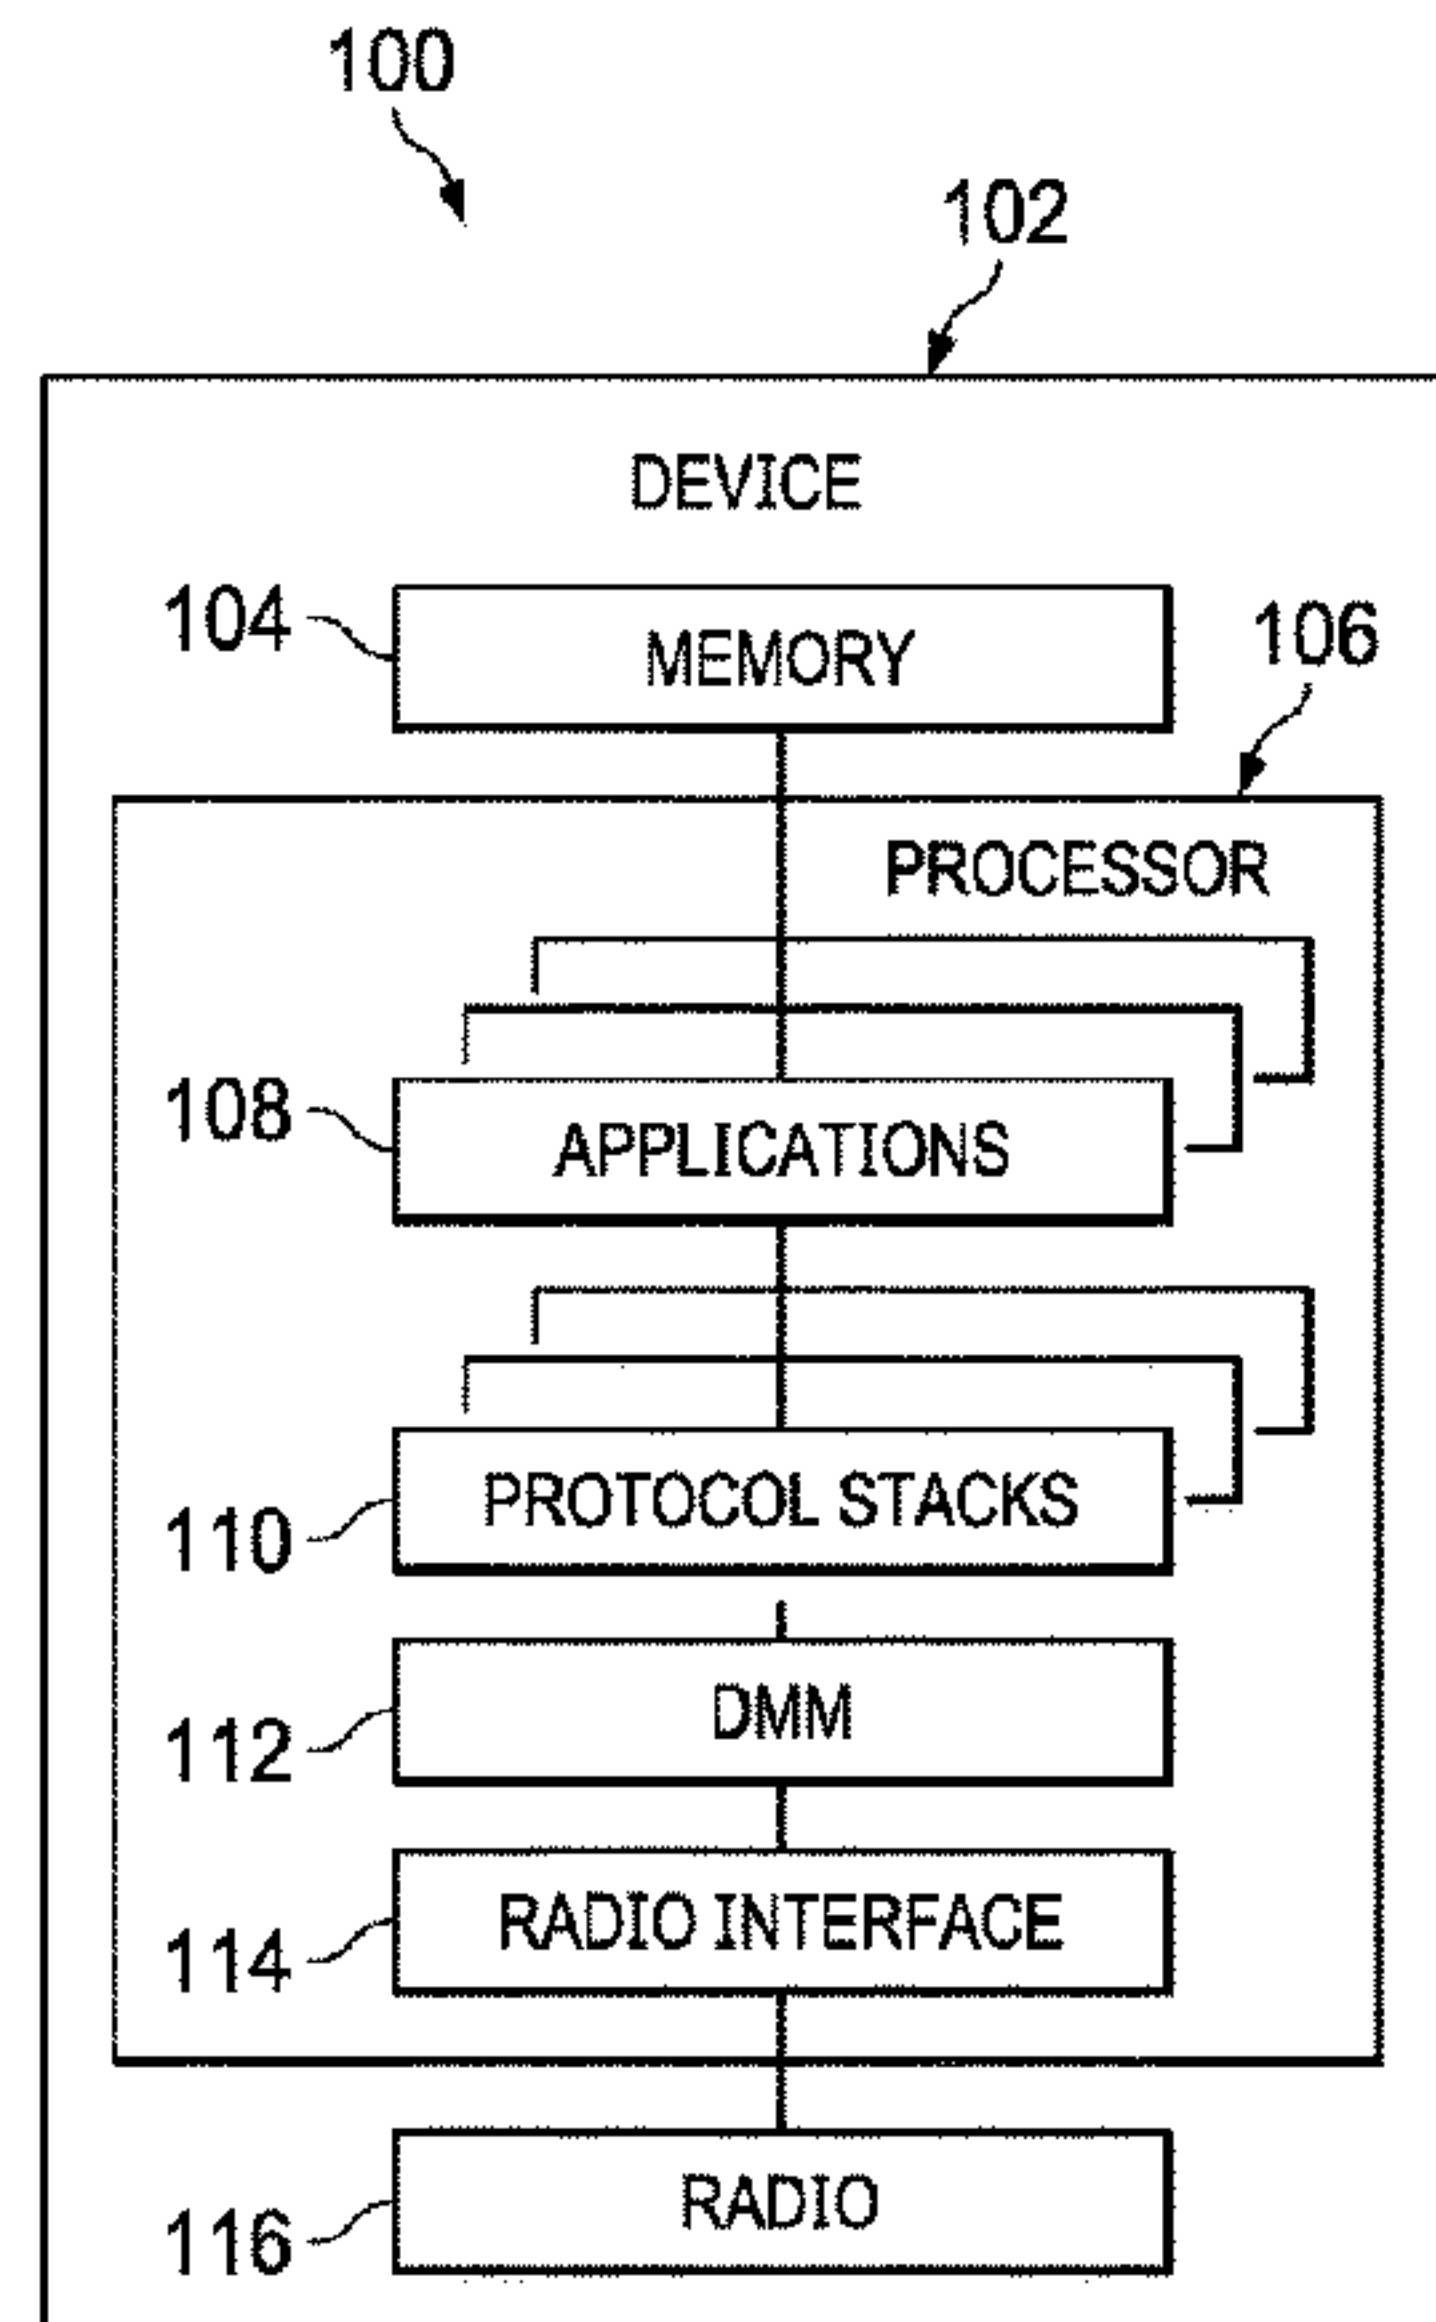 100
102
DEVICE
104
MEMORY
106
PROCESSOR
108
APPLICATIONS
110
PROTOCOL STACKS
112
DMM
114
RADIO INTERFACE
116
RADIO